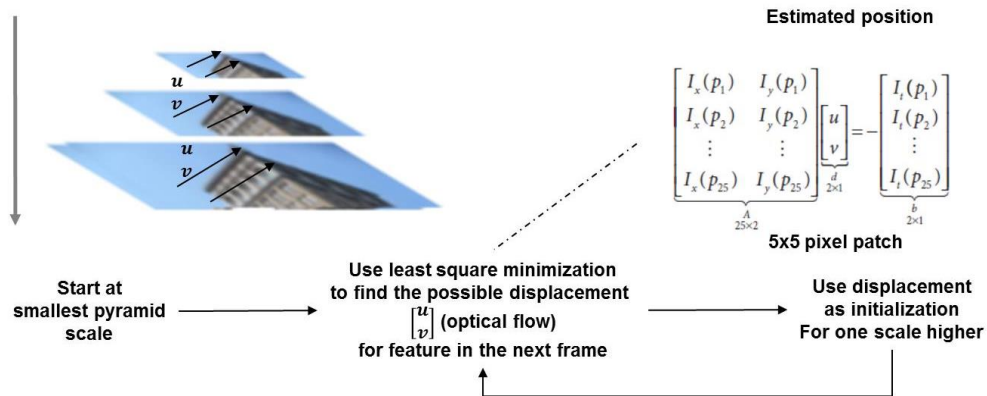 Estimated position
u
v
u
v
I_x(p_1) I_y(p_1)
I_x(p_2) I_y(p_2)
⋮ ⋮
I_x(p_25) I_y(p_25)
A
25×2
u
v
d
2×1
= −
I_t(p_1)
I_t(p_2)
⋮
I_t(p_25)
b
2×1
5x5 pixel patch
Start at
smallest pyramid
scale
Use least square minimization
to find the possible displacement
[u v] (optical flow)
for feature in the next frame
Use displacement
as initialization
For one scale higher